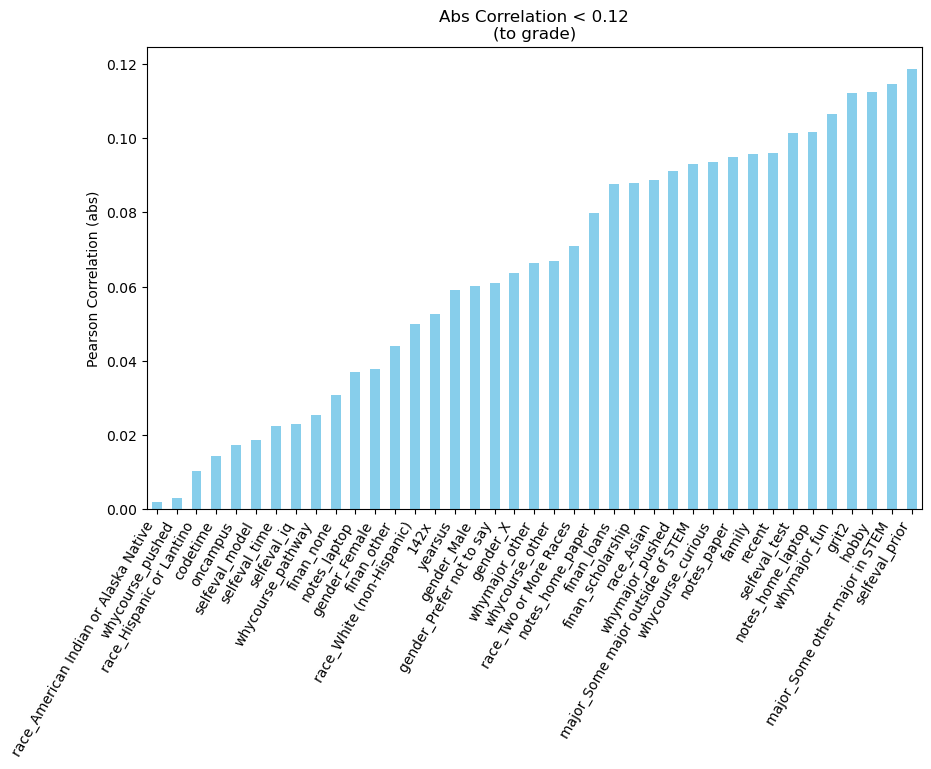 Abs Correlation < 0.12
(to grade)
Pearson Correlation (abs)
0.12
0.10
0.08
0.06
0.04
0.02
0.00
race_American Indian or Alaska Native
whycourse_pushed
race_Hispanic or Lantino
codetime
oncampus
selfeval_model
selfeval_time
selfeval_iq
whycourse_pathway
finan_none
notes_laptop
gender_Female
finan_other
race_White (non-Hispanic)
142x
yearsus
gender_Male
gender_Prefer not to say
gender_X
whymajor_other
whycourse_other
race_Two or More Races
notes_home_paper
finan_loans
finan_scholarship
race_Asian
whymajor_pushed
major_Some major outside of STEM
whycourse_curious
notes_paper
family
recent
selfeval_test
notes_home_laptop
whymajor_fun
grit2
hobby
major_Some other major in STEM
selfeval_prior